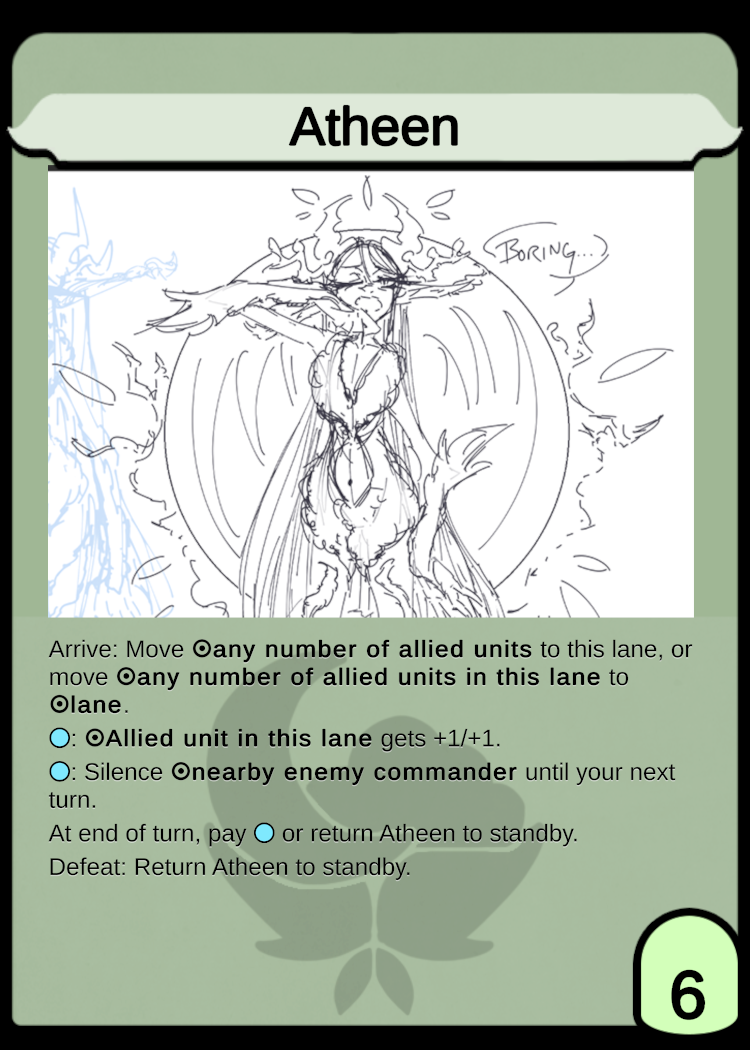 Atheen
BORING...
Arrive: Move ⊙any number of allied units to this lane, or
move ⊙any number of allied units in this lane to
⊙lane.
: ⊙Allied unit in this lane gets +1/+1.
: Silence ⊙nearby enemy commander until your next
turn.
At end of turn, pay or return Atheen to standby.
Defeat: Return Atheen to standby.
6